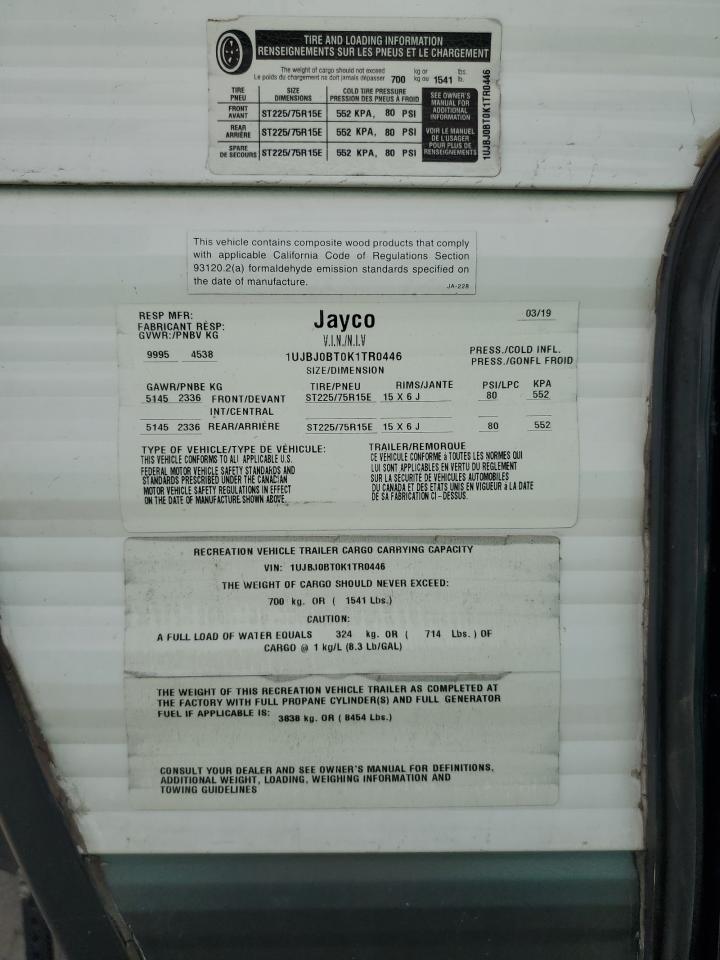 TIRE AND LOADING INFORMATION
RENSEIGNEMENTS SUR LES PNEUS ET LE CHARGEMENT
The weight of cargo should not exceed kg or lbs.
Le poids du chargement ne doit jamais dépasser 700 kg ou 1541 lb.
TIRE PNEU SIZE DIMENSIONS COLD TIRE PRESSURE PRESSION DES PNEUS À FROID
FRONT AVANT ST225/75R15E 552 KPA, 80 PSI
REAR ARRIÈRE ST225/75R15E 552 KPA, 80 PSI
SPARE DE SECOURS ST225/75R15E 552 KPA, 80 PSI
SEE OWNER'S
MANUAL FOR
ADDITIONAL
INFORMATION
VOIR LE MANUEL
DE L'USAGER
POUR PLUS DE
RENSEIGNEMENTS
1UJBJ0BT0K1TR0446
This vehicle contains composite wood products that comply
with applicable California Code of Regulations Section
93120.2(a) formaldehyde emission standards specified on
the date of manufacture.
JA-228
RESP MFR: Jayco 03/19
FABRICANT RESP:
GVWR:/PNBV KG V.I.N./N.I.V
9995 4538 1UJBJ0BT0K1TR0446 PRESS./COLD INFL.
SIZE/DIMENSION PRESS./GONFL FROID
GAWR/PNBE KG TIRE/PNEU RIMS/JANTE PSI/LPC KPA
5145 2336 FRONT/DEVANT ST225/75R15E 15 X 6 J 80 552
INT/CENTRAL
5145 2336 REAR/ARRIÈRE ST225/75R15E 15 X 6 J 80 552
TYPE OF VEHICLE/TYPE DE VÉHICULE: TRAILER/REMORQUE
THIS VEHICLE CONFORMS TO ALL APPLICABLE U.S.
FEDERAL MOTOR VEHICLE SAFETY STANDARDS AND
STANDARDS PRESCRIBED UNDER THE CANADIAN
MOTOR VEHICLE SAFETY REGULATIONS IN EFFECT
ON THE DATE OF MANUFACTURE SHOWN ABOVE.
CE VÉHICULE CONFORME à TOUTES LES NORMES QUI
LUI SONT APPLICABLES EN VERTU DU REGLEMENT
SUR LA SECURITE DE VEHICULES AUTOMOBILES
DU CANADA ET DES ETATS UNIS EN VIGUEUR à LA DATE
DE SA FABRICATION CI-DESSUS.
RECREATION VEHICLE TRAILER CARGO CARRYING CAPACITY
VIN: 1UJBJ0BT0K1TR0446
THE WEIGHT OF CARGO SHOULD NEVER EXCEED:
700 kg. OR ( 1541 Lbs.)
CAUTION:
A FULL LOAD OF WATER EQUALS 324 kg. OR ( 714 Lbs. ) OF
CARGO @ 1 kg/L (8.3 Lb/GAL)
THE WEIGHT OF THIS RECREATION VEHICLE TRAILER AS COMPLETED AT
THE FACTORY WITH FULL PROPANE CYLINDER(S) AND FULL GENERATOR
FUEL IF APPLICABLE IS: 3838 kg. OR ( 8454 Lbs.)
CONSULT YOUR DEALER AND SEE OWNER'S MANUAL FOR DEFINITIONS,
ADDITIONAL WEIGHT, LOADING, WEIGHING INFORMATION AND
TOWING GUIDELINES